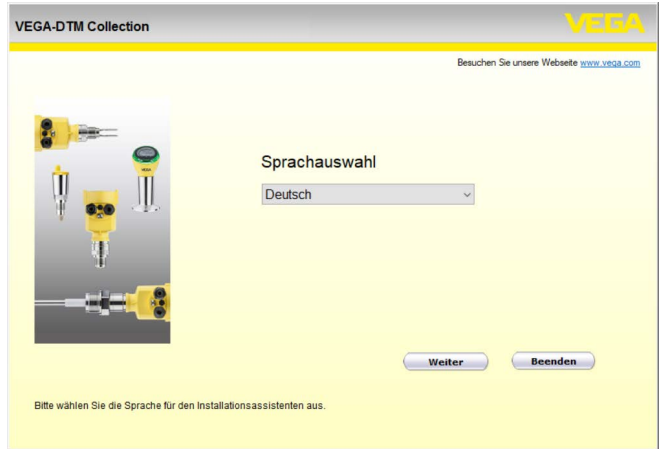 VEGA-DTM Collection
VEGA
Besuchen Sie unsere Webseite www.vega.com
Sprachauswahl
Deutsch
Weiter
Beenden
Bitte wählen Sie die Sprache für den Installationsassistenten aus.